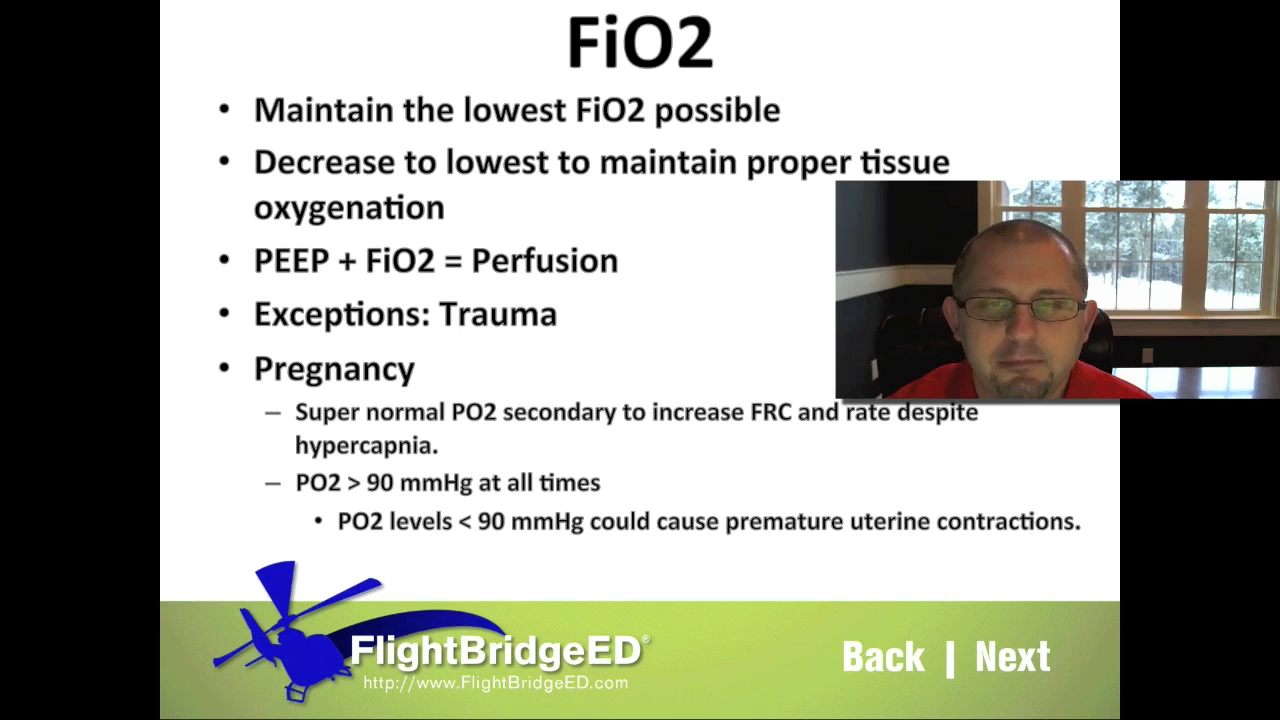 FiO2
• Maintain the lowest FiO2 possible
• Decrease to lowest to maintain proper tissue
oxygenation
• PEEP + FiO2 = Perfusion
• Exceptions: Trauma
• Pregnancy
– Super normal PO2 secondary to increase FRC and rate despite
hypercapnia.
– PO2 > 90 mmHg at all times
• PO2 levels < 90 mmHg could cause premature uterine contractions.
FlightBridgeED®
http://www.FlightBridgeED.com
Back | Next